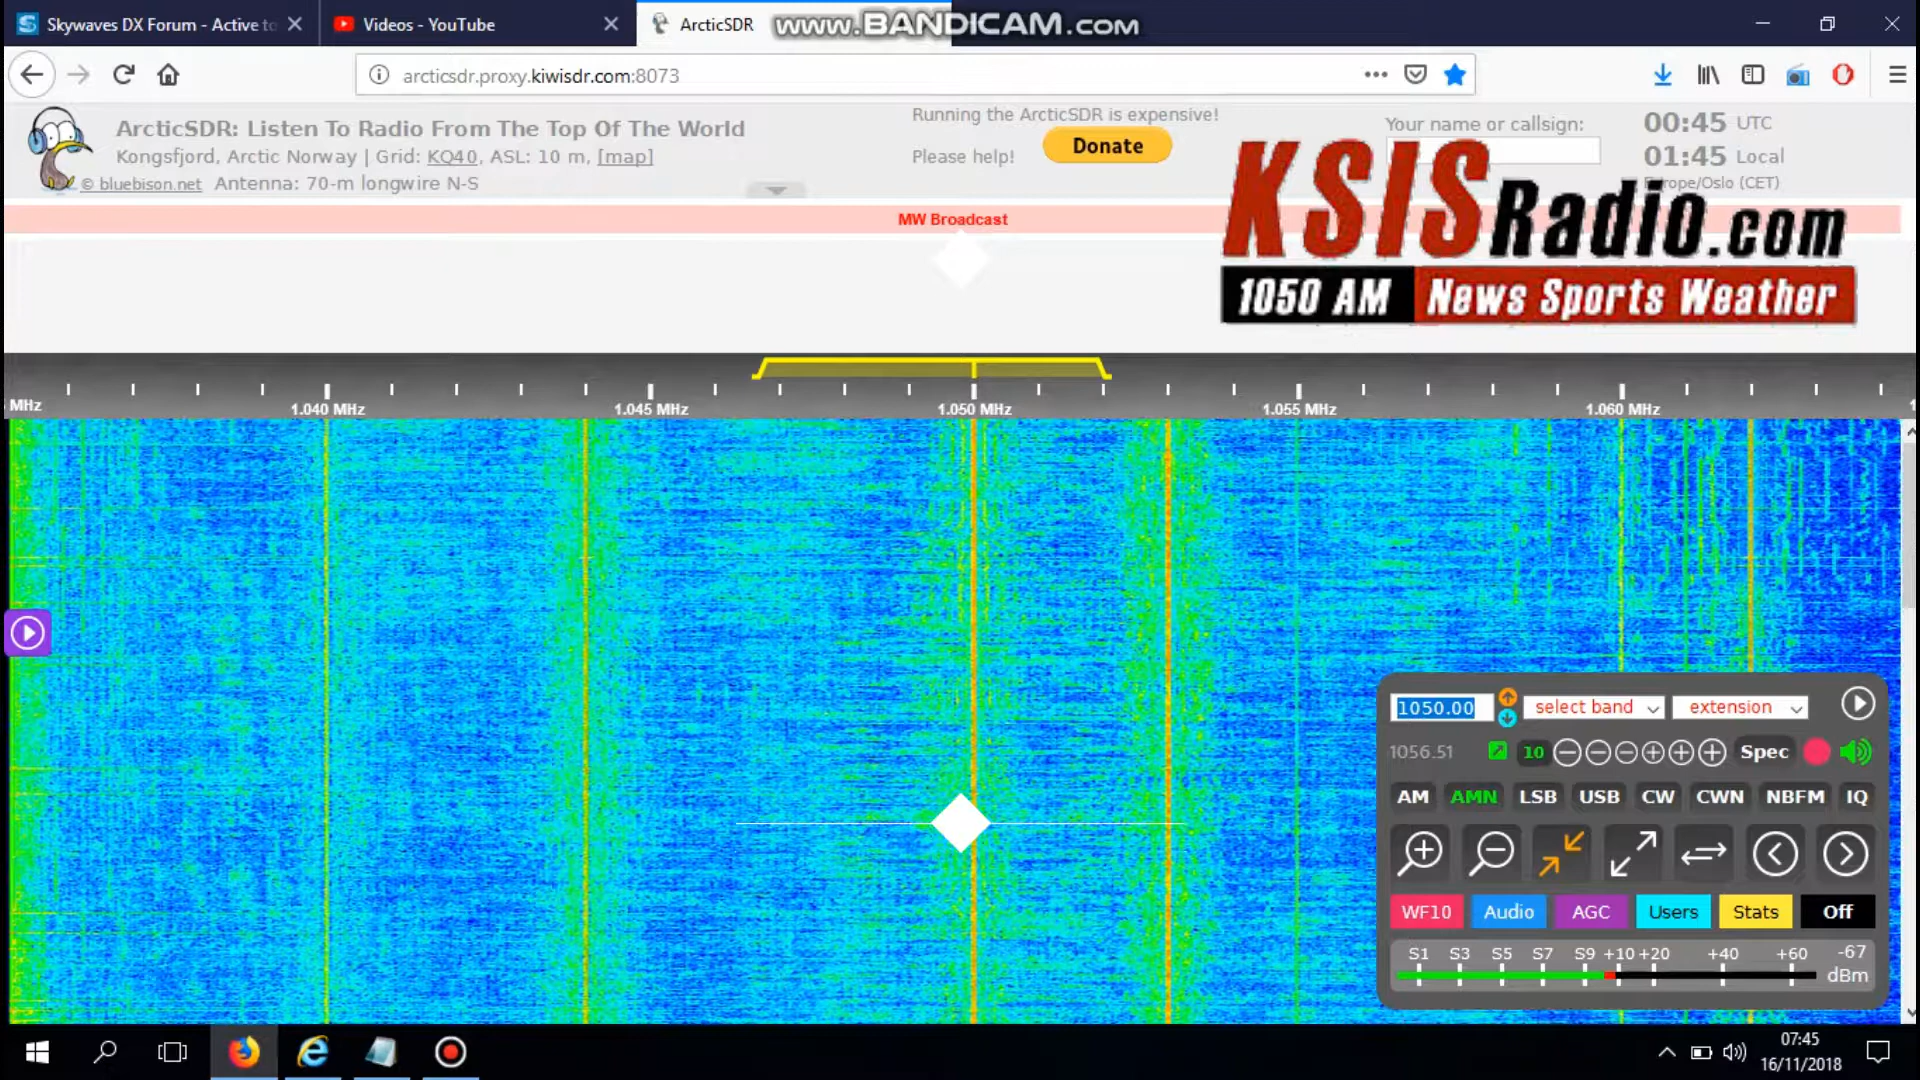 Skywaves DX Forum - Active to
Videos - YouTube
ArcticSDR
www.BANDICAM.com
arcticsdr.proxy.kiwisdr.com:8073
ArcticSDR: Listen To Radio From The Top Of The World
Kongsfjord, Arctic Norway | Grid: KQ40, ASL: 10 m, [map]
© bluebison.net Antenna: 70-m longwire N-S
Running the ArcticSDR is expensive!
Please help! Donate
Your name or callsign:
00:45 UTC
01:45 Local
Europe/Oslo (CET)
MW Broadcast
KSISRadio.com
1050 AM News Sports Weather
MHz 1.040 MHz 1.045 MHz 1.050 MHz 1.055 MHz 1.060 MHz
1050.00 select band extension
1056.51 10 Spec
AM AMN LSB USB CW CWN NBFM IQ
WF10 Audio AGC Users Stats Off
S1 S3 S5 S7 S9 +10 +20 +40 +60 -67
dBm
07:45
16/11/2018